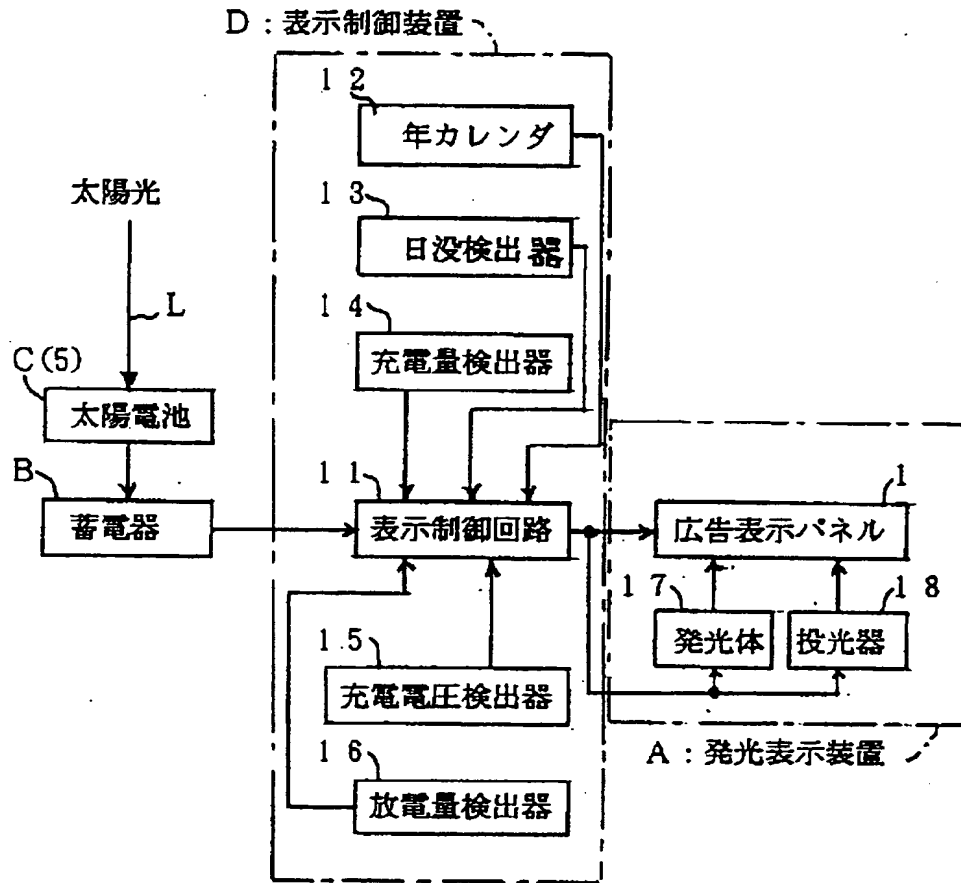 D：表示制御装置
12
年カレンダ
太陽光
13
日没検出器
L
14
充電量検出器
C(5)
太陽電池
B
蓄電器
11
表示制御回路
1
広告表示パネル
17
発光体
18
投光器
15
充電電圧検出器
A：発光表示装置
16
放電量検出器